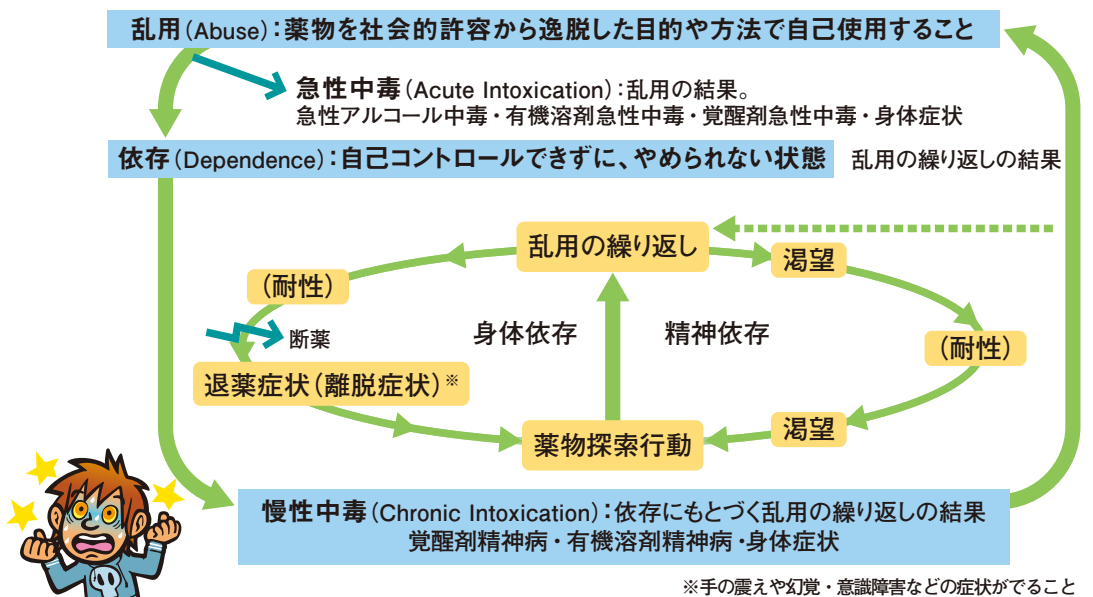 乱用(Abuse):薬物を社会的許容から逸脱した目的や方法で自己使用すること
急性中毒(Acute Intoxication):乱用の結果。
急性アルコール中毒・有機溶剤急性中毒・覚醒剤急性中毒・身体症状
依存(Dependence):自己コントロールできずに、やめられない状態
乱用の繰り返しの結果
乱用の繰り返し
渇望
(耐性)
断薬
身体依存
精神依存
(耐性)
退薬症状(離脱症状)※
渇望
薬物探索行動
慢性中毒(Chronic Intoxication):依存にもとづく乱用の繰り返しの結果
覚醒剤精神病・有機溶剤精神病・身体症状
※手の震えや幻覚・意識障害などの症状がでること